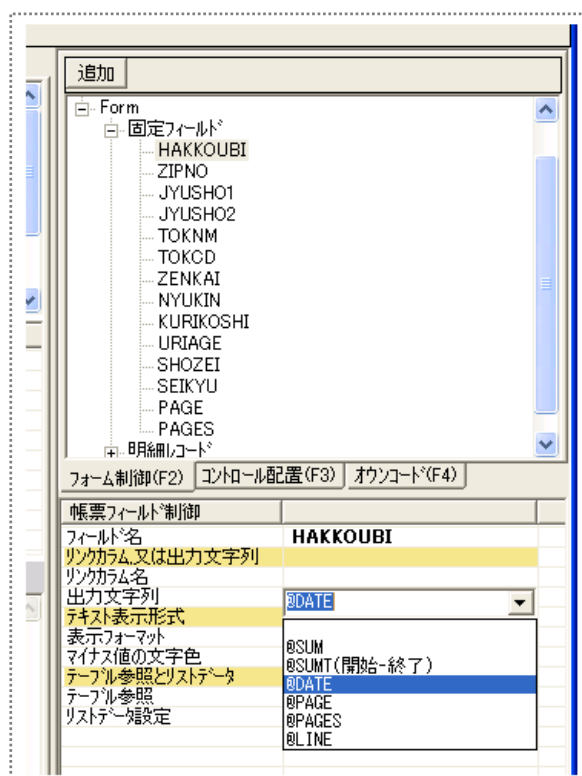 追加
Form
固定フィールド
HAKKOUBI
ZIPNO
JYUSHO1
JYUSHO2
TOKNM
TOKCD
ZENKAI
NYUKIN
KURIKOSHI
URIAGE
SHOZEI
SEIKYU
PAGE
PAGES
明細レコード
フォーム制御(F2) コントロール配置(F3) オウンコード(F4)
帳票フィールド制御
フィールド名 HAKKOUBI
リンクカラム又は出力文字列
リンクカラム名
出力文字列 @DATE
テキスト表示形式
表示フォーマット
マイナス値の文字色
テーブル参照とリストデータ
テーブル参照
リストデータ設定
@SUM
@SUMT(開始-終了)
@DATE
@PAGE
@PAGES
@LINE